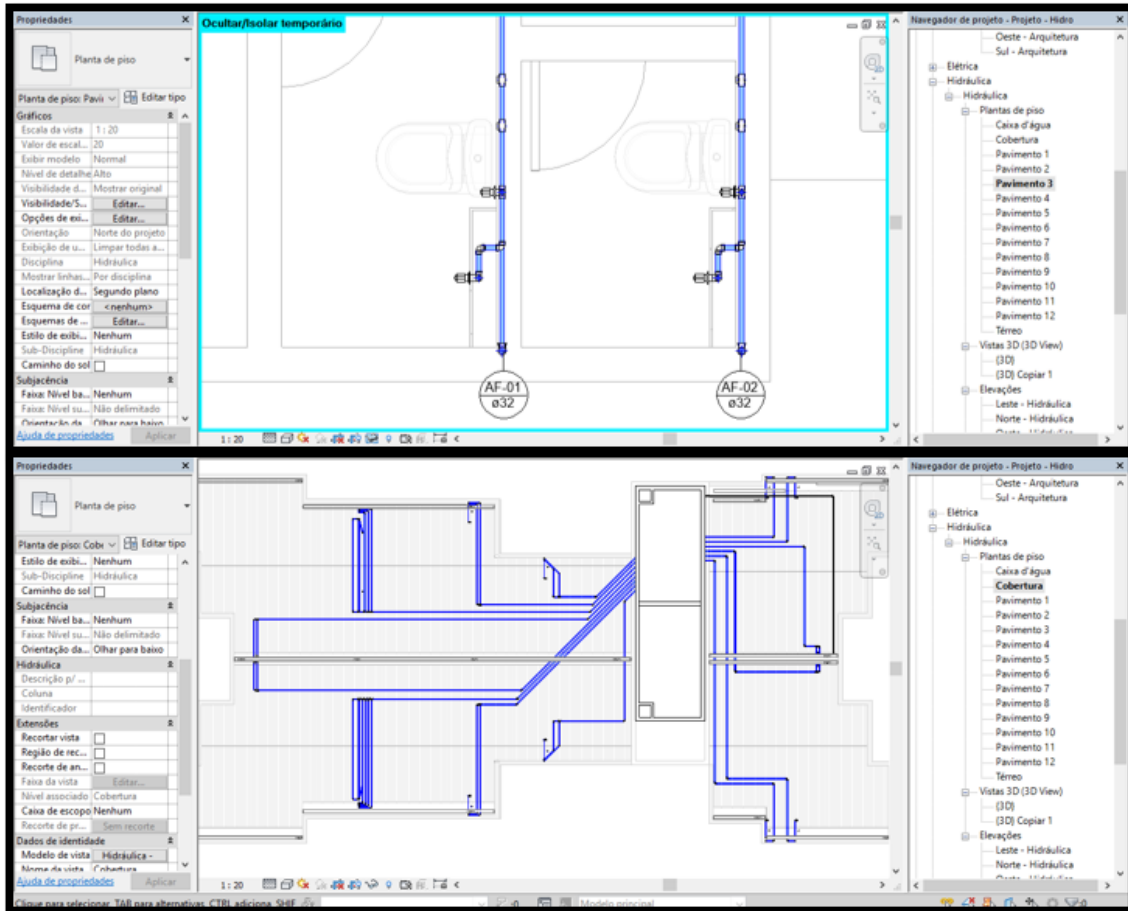 Propriedades
Planta de piso
Planta de piso: Pavi
Editar tipo
Gráficos
Escala da vista 1 : 20
Valor de escal... 20
Exibir modelo Normal
Nível de detalhe Alto
Visibilidade d... Mostrar original
Visibilidade/S... Editar...
Opções de exi... Editar...
Orientação Norte do projeto
Exibição de u... Limpar todas a...
Disciplina Hidráulica
Mostrar linhas... Por disciplina
Localização d... Segundo plano
Esquema de cor <nenhum>
Esquemas de ... Editar...
Estilo de exibi... Nenhum
Sub-Discipline Hidráulica
Caminho do sol
Subjacência
Faixa: Nível ba... Nenhum
Faixa: Nível su... Não delimitado
Orientação da... Olhar para baixo
Ajuda de propriedades Aplicar
Ocultar/Isolar temporário
AF-01
ø32
AF-02
ø32
1 : 20
Navegador de projeto - Projeto - Hidro
Oeste - Arquitetura
Sul - Arquitetura
Elétrica
Hidráulica
Hidráulica
Plantas de piso
Caixa d'água
Cobertura
Pavimento 1
Pavimento 2
Pavimento 3
Pavimento 4
Pavimento 5
Pavimento 6
Pavimento 7
Pavimento 8
Pavimento 9
Pavimento 10
Pavimento 11
Pavimento 12
Térreo
Vistas 3D (3D View)
(3D)
(3D) Copiar 1
Elevações
Leste - Hidráulica
Norte - Hidráulica
Propriedades
Planta de piso
Planta de piso: Cobe
Editar tipo
Estilo de exibi... Nenhum
Sub-Discipline Hidráulica
Caminho do sol
Subjacência
Faixa: Nível ba... Nenhum
Faixa: Nível su... Não delimitado
Orientação da... Olhar para baixo
Hidráulica
Descrição p/ ...
Coluna
Identificador
Extensões
Recortar vista
Região de rec...
Recorte de an...
Faixa da vista Editar...
Nível associado Cobertura
Caixa de escopo Nenhum
Recorte de pr... Sem recorte
Dados de identidade
Modelo de vista Hidráulica -
Nome da vista Cobertura
Ajuda de propriedades Aplicar
1 : 20
Navegador de projeto - Projeto - Hidro
Oeste - Arquitetura
Sul - Arquitetura
Elétrica
Hidráulica
Hidráulica
Plantas de piso
Caixa d'água
Cobertura
Pavimento 1
Pavimento 2
Pavimento 3
Pavimento 4
Pavimento 5
Pavimento 6
Pavimento 7
Pavimento 8
Pavimento 9
Pavimento 10
Pavimento 11
Pavimento 12
Térreo
Vistas 3D (3D View)
(3D)
(3D) Copiar 1
Elevações
Leste - Hidráulica
Norte - Hidráulica
Clique para selecionar, TAB para alternativas, CTRL adiciona, SHIF
:0
Modelo principal
:0